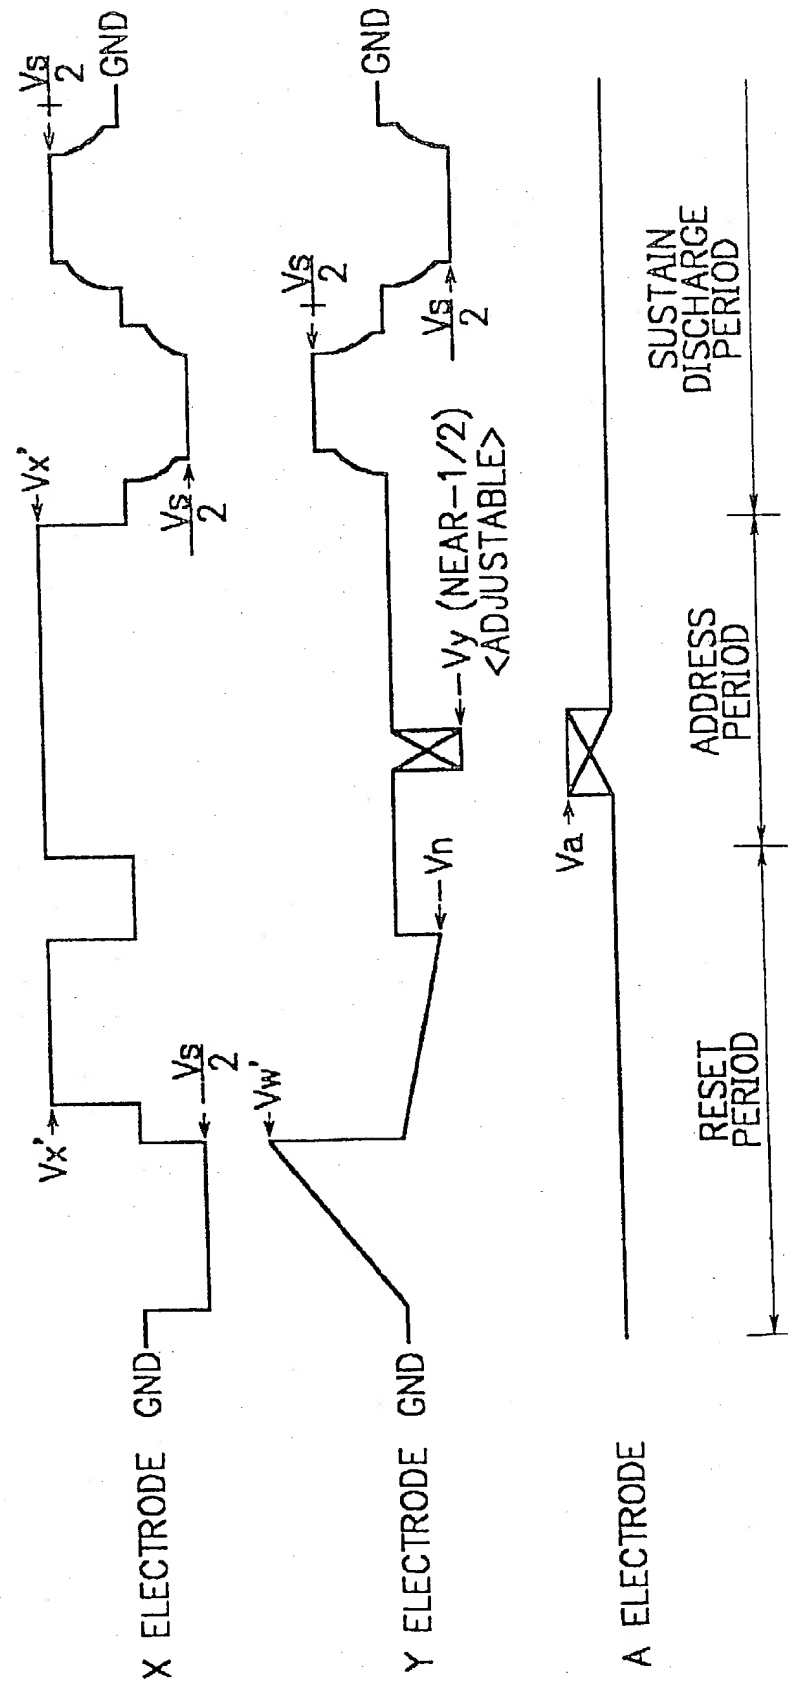 X ELECTRODE GND
Vx'
Vs
2
Vx'
Vs
2
+Vs
2
GND
Y ELECTRODE GND
Vw'
Vn
Vy (NEAR-1/2)
<ADJUSTABLE>
+Vs
2
Vs
2
GND
A ELECTRODE
Va
RESET
PERIOD
ADDRESS
PERIOD
SUSTAIN
DISCHARGE
PERIOD